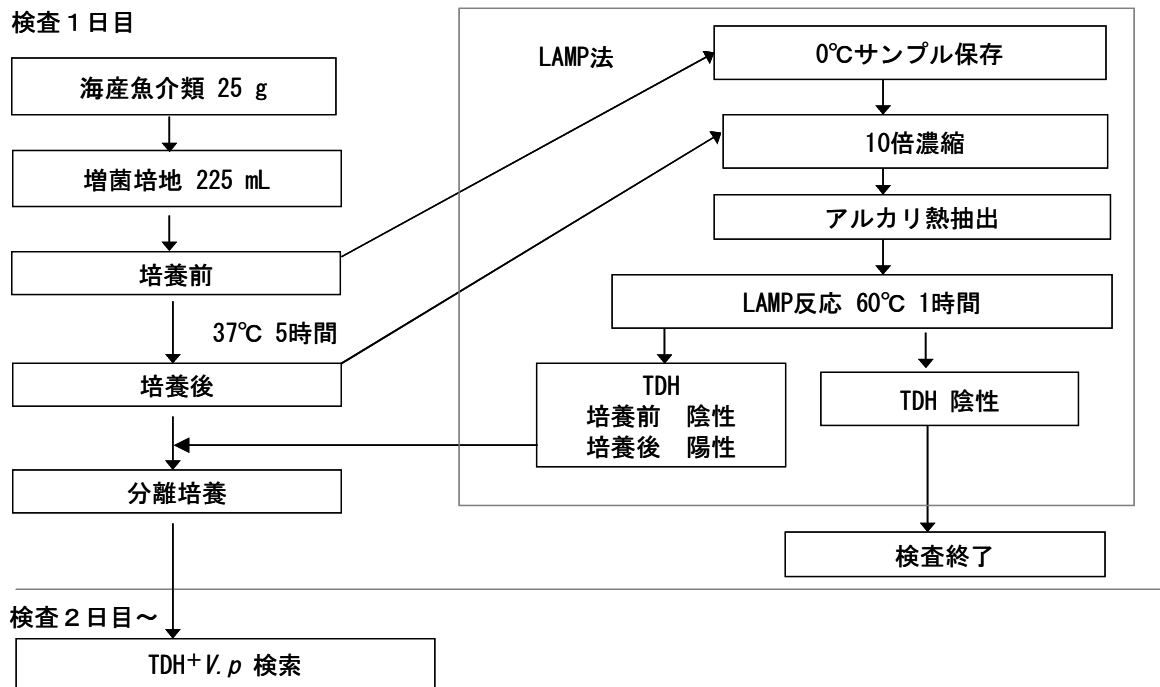 検査１日目
海産魚介類 25 g
増菌培地 225 mL
培養前
37℃ 5時間
培養後
分離培養
LAMP法
0℃サンプル保存
10倍濃縮
アルカリ熱抽出
LAMP反応 60℃ 1時間
TDH
培養前　陰性
培養後　陽性
TDH 陰性
検査終了
検査２日目～
TDH⁺V.p 検索